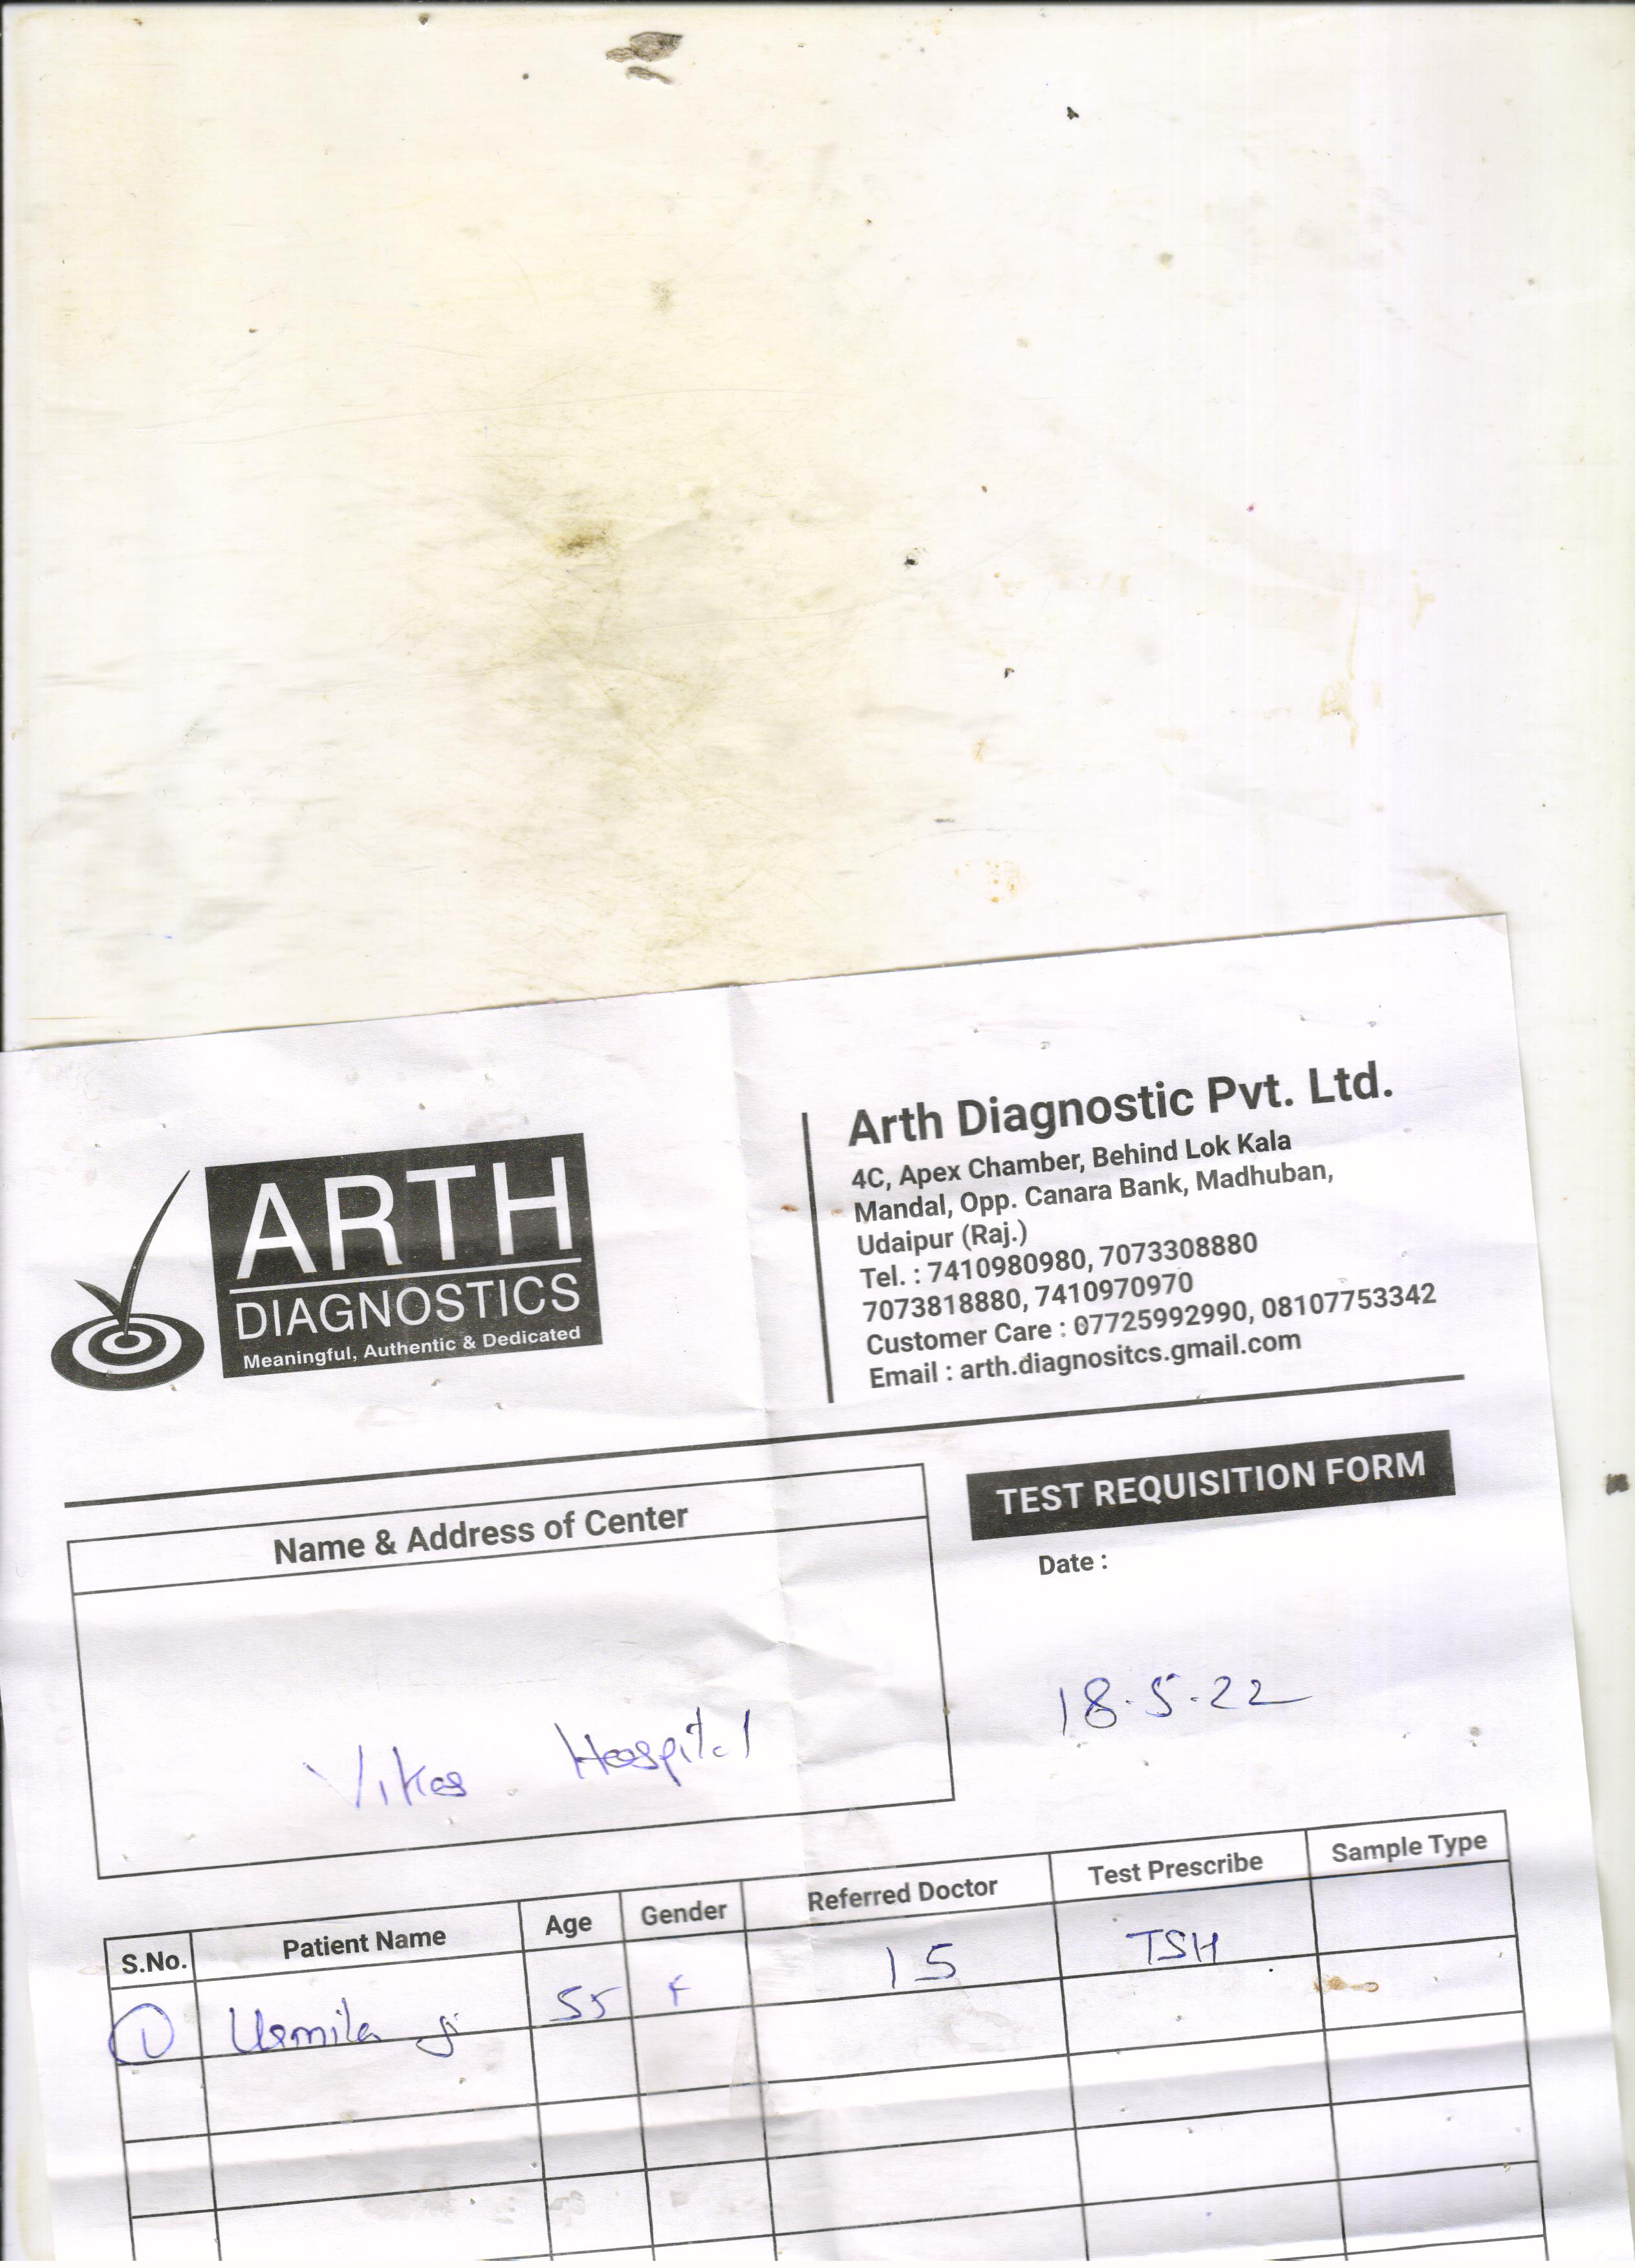 ARTH
DIAGNOSTICS
Meaningful, Authentic & Dedicated
Arth Diagnostic Pvt. Ltd.
4C, Apex Chamber, Behind Lok Kala
Mandal, Opp. Canara Bank, Madhuban,
Udaipur (Raj.)
Tel. : 7410980980, 7073308880
7073818880, 7410970970
Customer Care : 07725992990, 08107753342
Email : arth.diagnositcs.gmail.com
TEST REQUISITION FORM
Name & Address of Center
Date :
18.5.22
Vikas Hospital
S.No. Patient Name Age Gender Referred Doctor Test Prescribe Sample Type
1 Urmila ji 55 F TSH